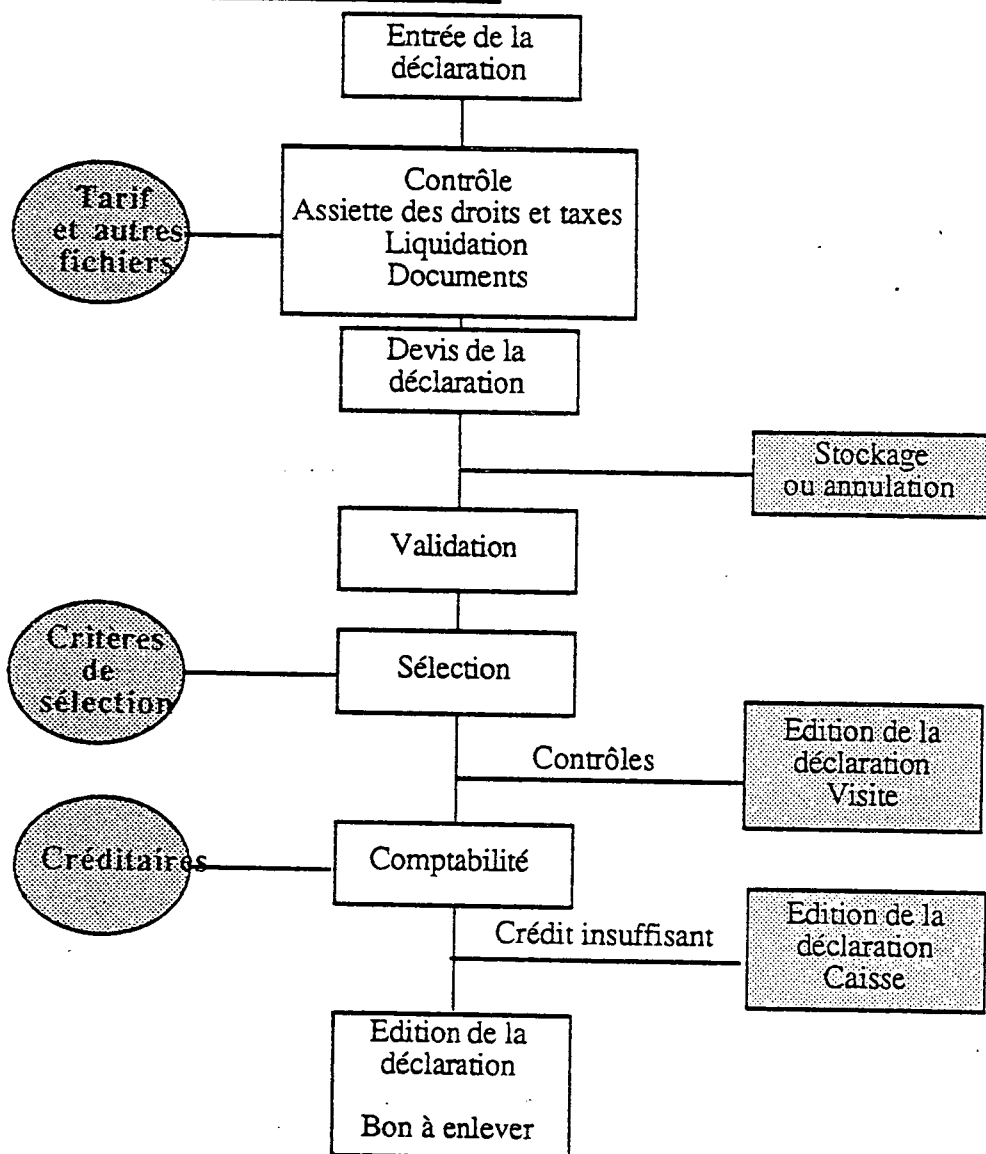 Entrée de la
déclaration
Contrôle
Assiette des droits et taxes
Liquidation
Documents
Tarif
et autres
fichiers
Devis de la
déclaration
Stockage
ou annulation
Validation
Critères
de
sélection
Sélection
Contrôles
Edition de la
déclaration
Visite
Créditaires
Comptabilité
Crédit insuffisant
Edition de la
déclaration
Caisse
Edition de la
déclaration
Bon à enlever